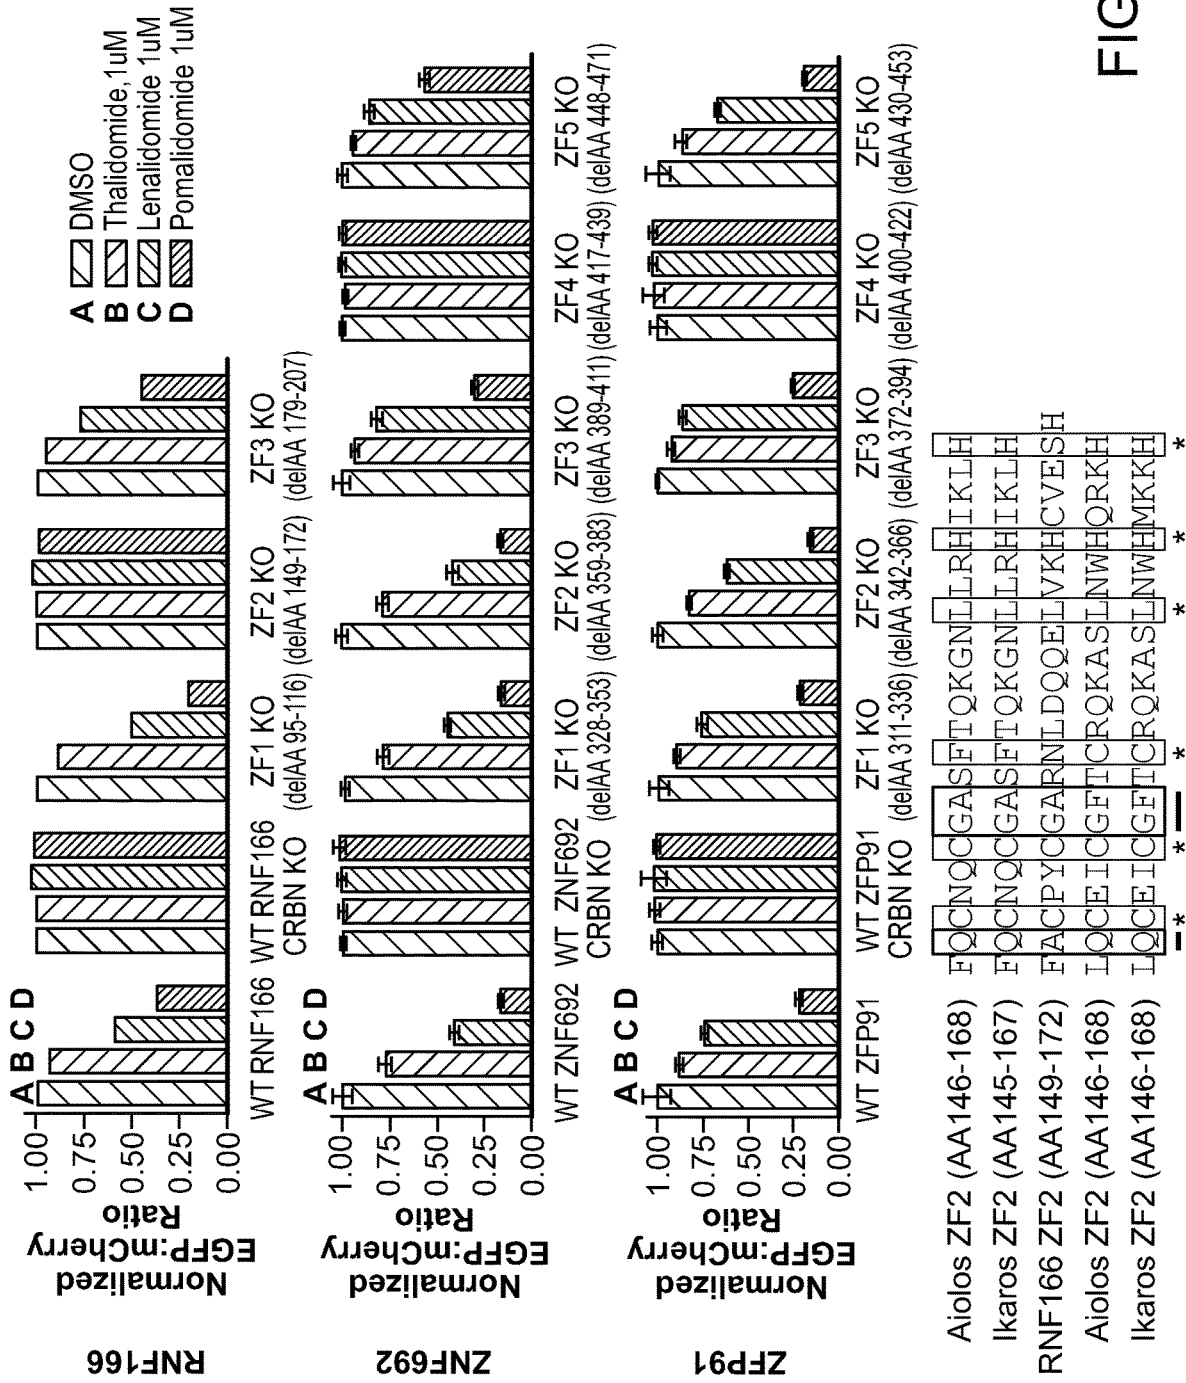 A DMSO
B Thalidomide,1uM
C Lenalidomide 1uM
D Pomalidomide 1uM
RNF166
Normalized
EGFP:mCherry
Ratio
1.00
0.75
0.50
0.25
0.00
A B C D
WT RNF166
WT RNF166
CRBN KO
ZF1 KO
(delAA 95-116)
ZF2 KO
(delAA 149-172)
ZF3 KO
(delAA 179-207)
ZNF692
Normalized
EGFP:mCherry
Ratio
1.00
0.75
0.50
0.25
0.00
A B C D
WT ZNF692
WT ZNF692
CRBN KO
ZF1 KO
(delAA 328-353)
ZF2 KO
(delAA 359-383)
ZF3 KO
(delAA 389-411)
ZF4 KO
(delAA 417-439)
ZF5 KO
(delAA 448-471)
ZFP91
Normalized
EGFP:mCherry
Ratio
1.00
0.75
0.50
0.25
0.00
A B C D
WT ZFP91
WT ZFP91
CRBN KO
ZF1 KO
(delAA 311-336)
ZF2 KO
(delAA 342-366)
ZF3 KO
(delAA 372-394)
ZF4 KO
(delAA 400-422)
ZF5 KO
(delAA 430-453)
Aiolos ZF2 (AA146-168) FQCNQCGASFTQKGNLLRHIKLH
Ikaros ZF2 (AA145-167) FQCNQCGASFTQKGNLLRHIKLH
RNF166 ZF2 (AA149-172) FACPYCGARNLDQQELVKHCVESH
Aiolos ZF2 (AA146-168) LQCEICGFTCRQKASLNWHQRKH
Ikaros ZF2 (AA146-168) LQCEICGFTCRQKASLNWHMKKH
* * * * * *
FIG